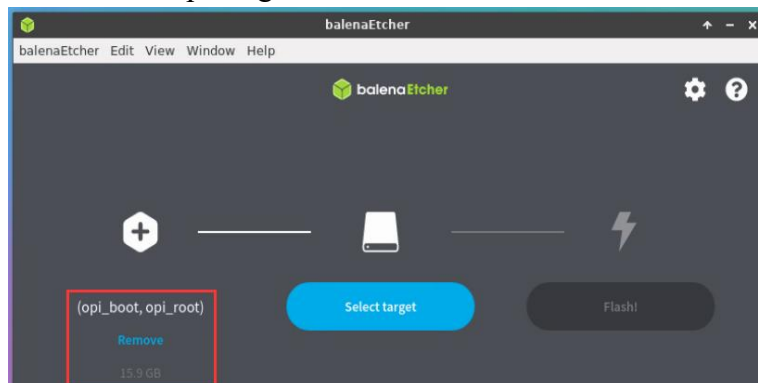 balenaEtcher
balenaEtcher Edit View Window Help
balenaEtcher
(opi_boot, opi_root)
Select target
Flash!
Remove
15.9 GB